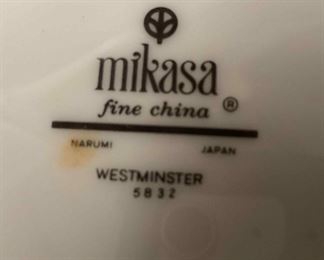 mikasa
fine china ®
NARUMI JAPAN
WESTMINSTER
5832